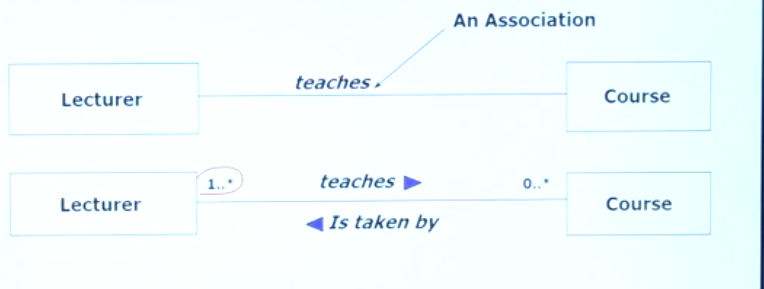 An Association
Lecturer
teaches
Course
Lecturer
1..*
teaches
0..*
Course
Is taken by